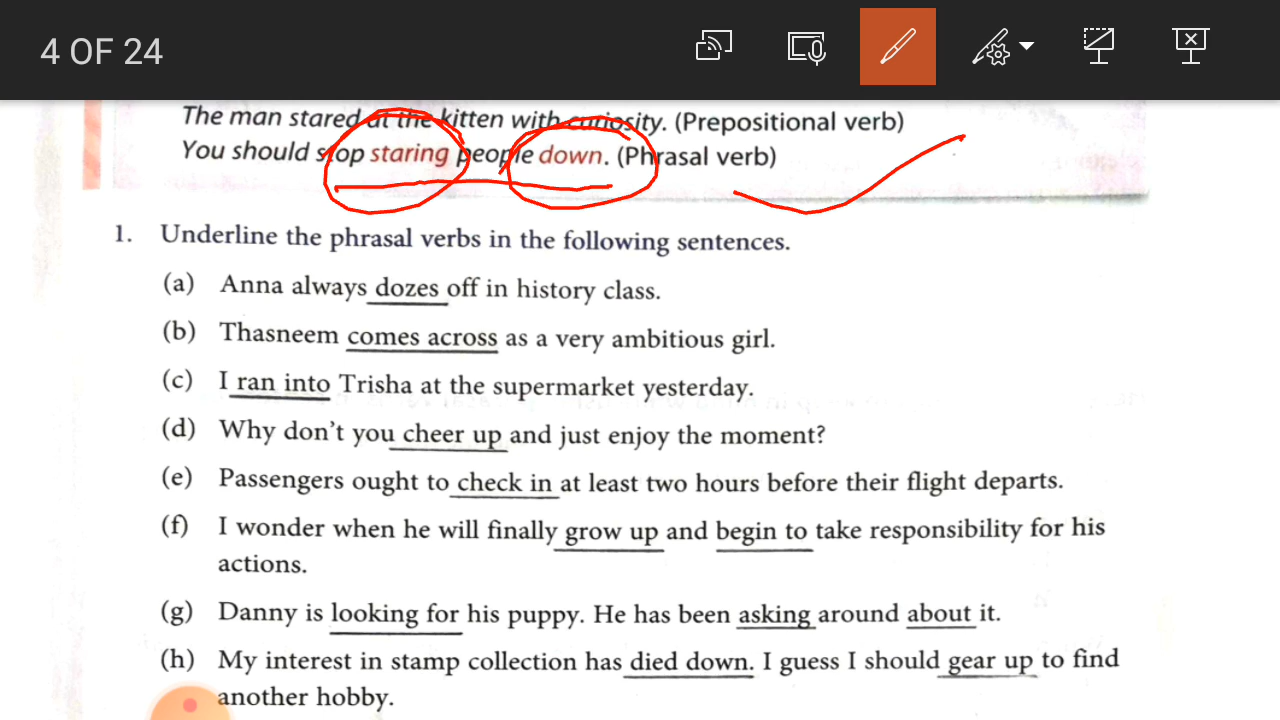 4 OF 24
The man stared at the kitten with curiosity. (Prepositional verb)
You should stop staring people down. (Phrasal verb)
1. Underline the phrasal verbs in the following sentences.
(a) Anna always dozes off in history class.
(b) Thasneem comes across as a very ambitious girl.
(c) I ran into Trisha at the supermarket yesterday.
(d) Why don't you cheer up and just enjoy the moment?
(e) Passengers ought to check in at least two hours before their flight departs.
(f) I wonder when he will finally grow up and begin to take responsibility for his
actions.
(g) Danny is looking for his puppy. He has been asking around about it.
(h) My interest in stamp collection has died down. I guess I should gear up to find
another hobby.